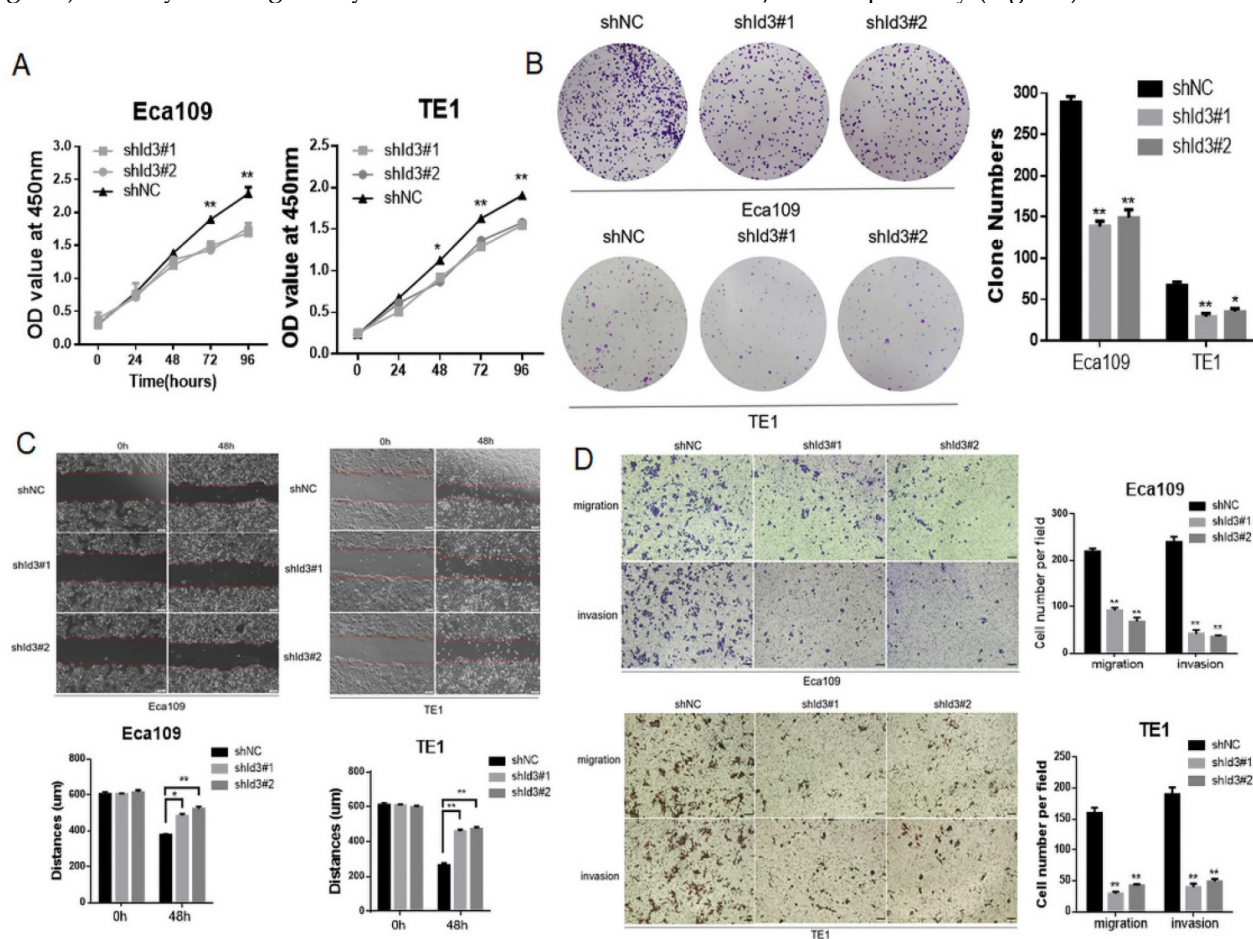 A
Eca109
shId3#1
shId3#2
shNC
OD value at 450nm
3.0
2.5
2.0
1.5
1.0
0.5
0.0
**
**
0 24 48 72 96
Time(hours)
TE1
shId3#1
shId3#2
shNC
OD value at 450nm
2.5
2.0
1.5
1.0
0.5
0.0
*
**
**
0 24 48 72 96
B
shNC shId3#1 shId3#2
Eca109
shNC shId3#1 shId3#2
TE1
shNC
shId3#1
shId3#2
Clone Numbers
300
250
200
150
100
50
0
** **
** *
Eca109 TE1
C
0h 48h
shNC
shId3#1
shId3#2
Eca109
0h 48h
shNC
shId3#1
shId3#2
TE1
Eca109
shNC
shId3#1
shId3#2
Distances (um)
800
600
400
200
0
**
*
0h 48h
TE1
shNC
shId3#1
shId3#2
Distances (um)
800
600
400
200
0
**
**
0h 48h
D
shNC shId3#1 shId3#2
migration
invasion
Eca109
Eca109
shNC
shId3#1
shId3#2
Cell number per field
300
200
100
0
** **
** **
migration invasion
shNC shId3#1 shId3#2
migration
invasion
TE1
TE1
shNC
shId3#1
shId3#2
Cell number per field
250
200
150
100
50
0
** **
** **
migration invasion